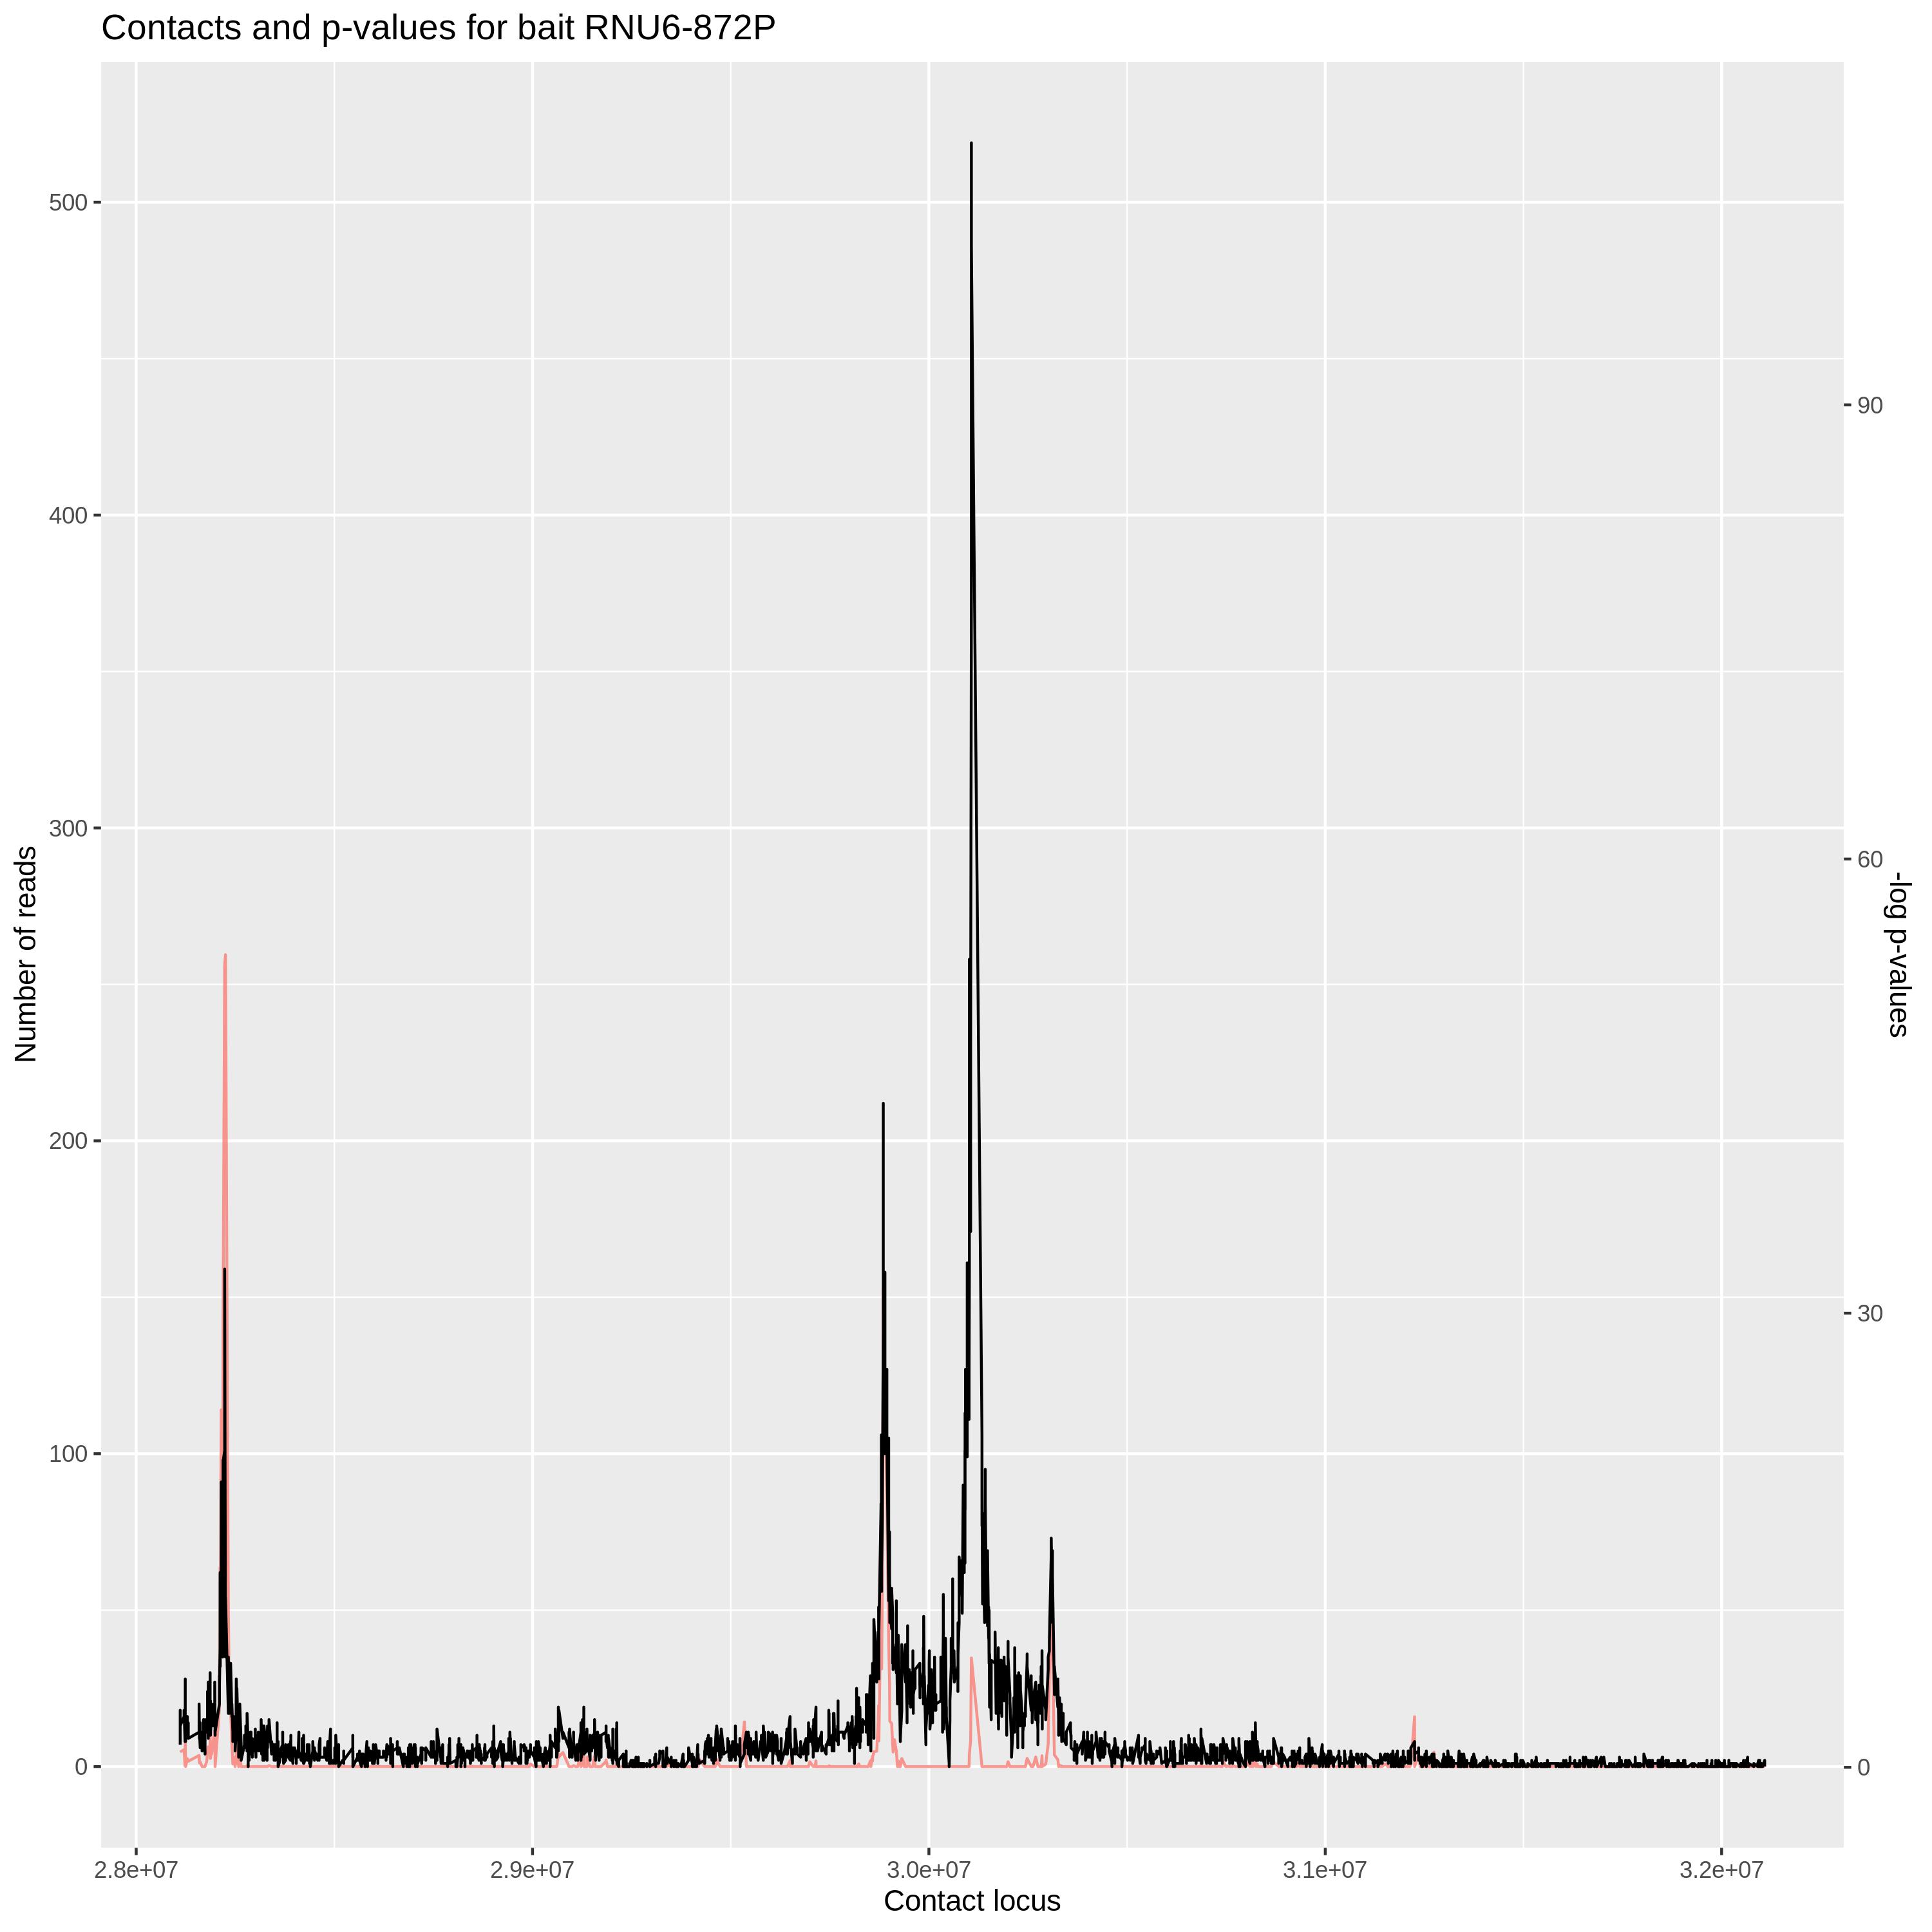 Contacts and p-values for bait RNU6-872P
500
400
300
200
100
0
Number of reads
90
60
30
0
-log p-values
2.8e+07
2.9e+07
3.0e+07
3.1e+07
3.2e+07
Contact locus